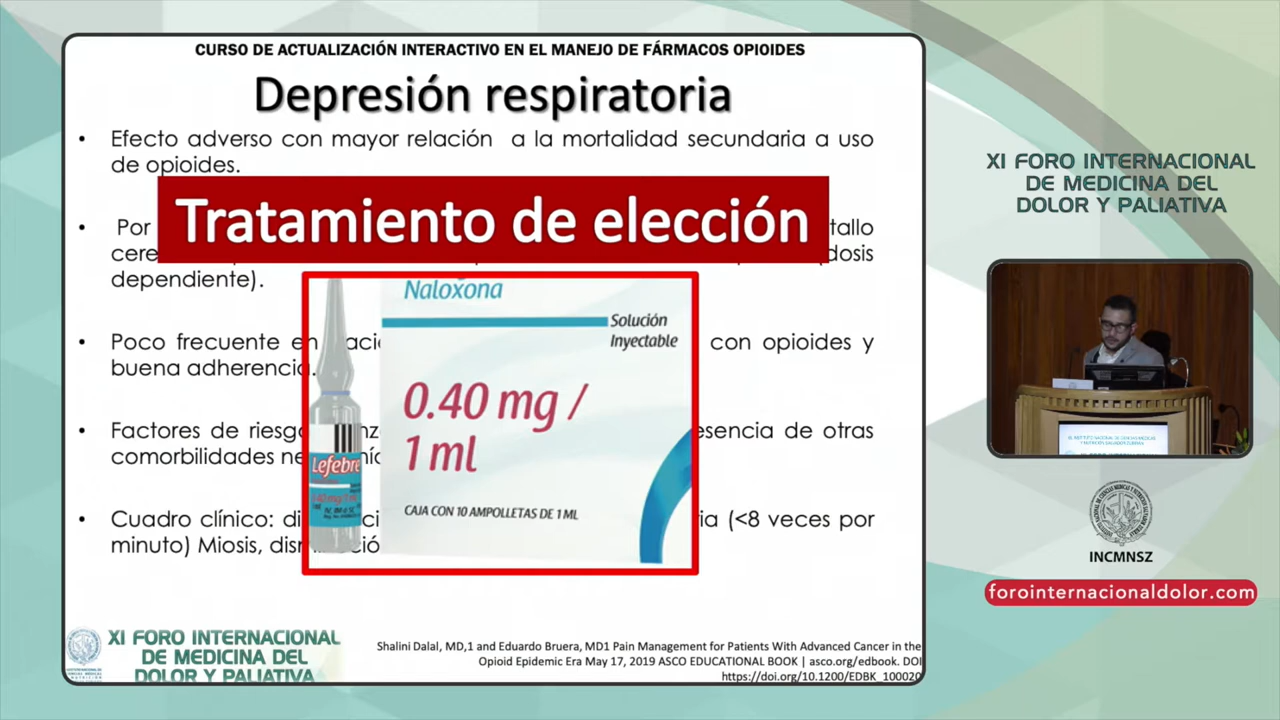 CURSO DE ACTUALIZACIÓN INTERACTIVO EN EL MANEJO DE FÁRMACOS OPIOIDES
Depresión respiratoria
• Efecto adverso con mayor relación a la mortalidad secundaria a uso
de opioides.
Tratamiento de elección
• Por tallo
dosis
dependiente).
• Poco frecuente en con opioides y
buena adherencia.
• Factores de riesgo de otras
comorbilidades
• Cuadro clínico: (<8 veces por
minuto) Miosis,
Naloxona
Solución
Inyectable
0.40 mg /
1 ml
CAJA CON 10 AMPOLLETAS DE 1 ML
Lefebre
XI FORO INTERNACIONAL
DE MEDICINA DEL
DOLOR Y PALIATIVA
Shalini Dalal, MD,1 and Eduardo Bruera, MD1 Pain Management for Patients With Advanced Cancer in the
Opioid Epidemic Era May 17, 2019 ASCO EDUCATIONAL BOOK | asco.org/edbook. DOI
https://doi.org/10.1200/EDBK_100020
XI FORO INTERNACIONAL
DE MEDICINA DEL
DOLOR Y PALIATIVA
INCMNSZ
forointernacionaldolor.com